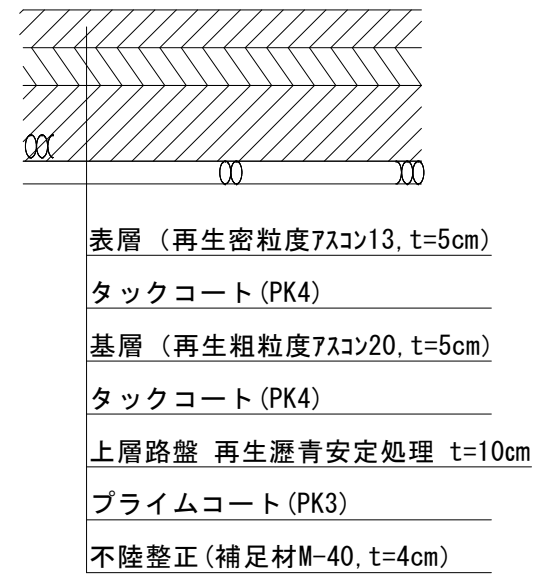 表層 （再生密粒度ｱｽｺﾝ13, t=5cm)
タックコート(PK4)
基層 （再生粗粒度ｱｽｺﾝ20, t=5cm)
タックコート(PK4)
上層路盤 再生瀝青安定処理 t=10cm
プライムコート(PK3)
不陸整正(補足材M-40, t=4cm)